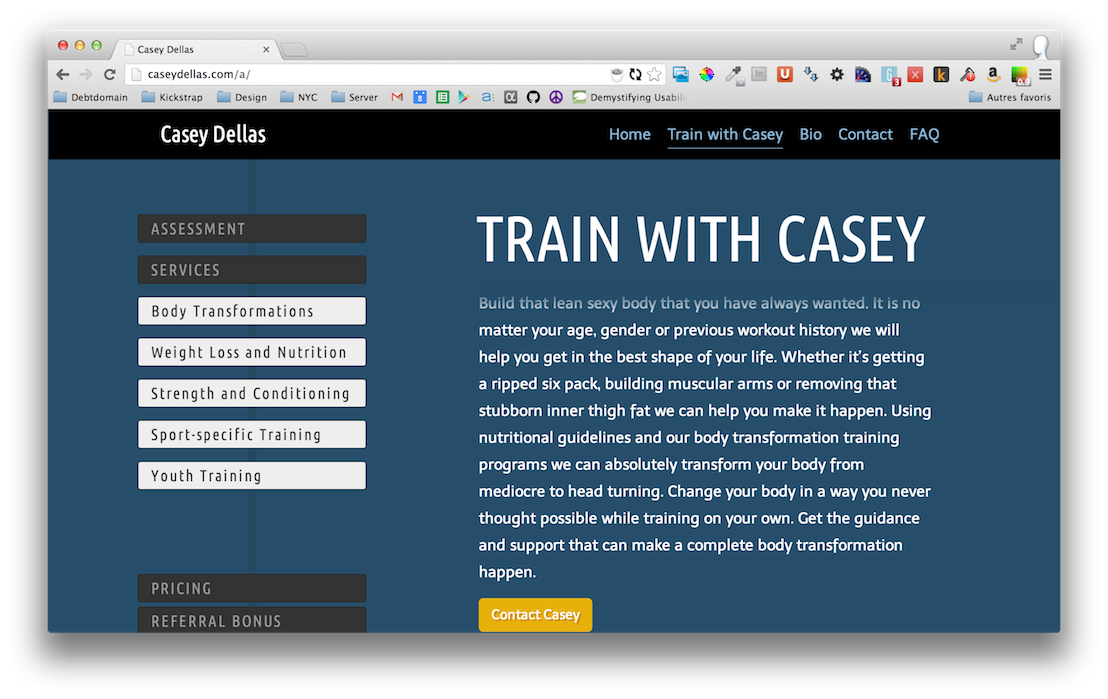 Casey Dellas
caseydellas.com/a/
Debtdomain Kickstrap Design NYC Server Demystifying Usabili
Autres favoris
Casey Dellas
Home Train with Casey Bio Contact FAQ
ASSESSMENT
SERVICES
Body Transformations
Weight Loss and Nutrition
Strength and Conditioning
Sport-specific Training
Youth Training
PRICING
REFERRAL BONUS
TRAIN WITH CASEY
Build that lean sexy body that you have always wanted. It is no
matter your age, gender or previous workout history we will
help you get in the best shape of your life. Whether it's getting
a ripped six pack, building muscular arms or removing that
stubborn inner thigh fat we can help you make it happen. Using
nutritional guidelines and our body transformation training
programs we can absolutely transform your body from
mediocre to head turning. Change your body in a way you never
thought possible while training on your own. Get the guidance
and support that can make a complete body transformation
happen.
Contact Casey